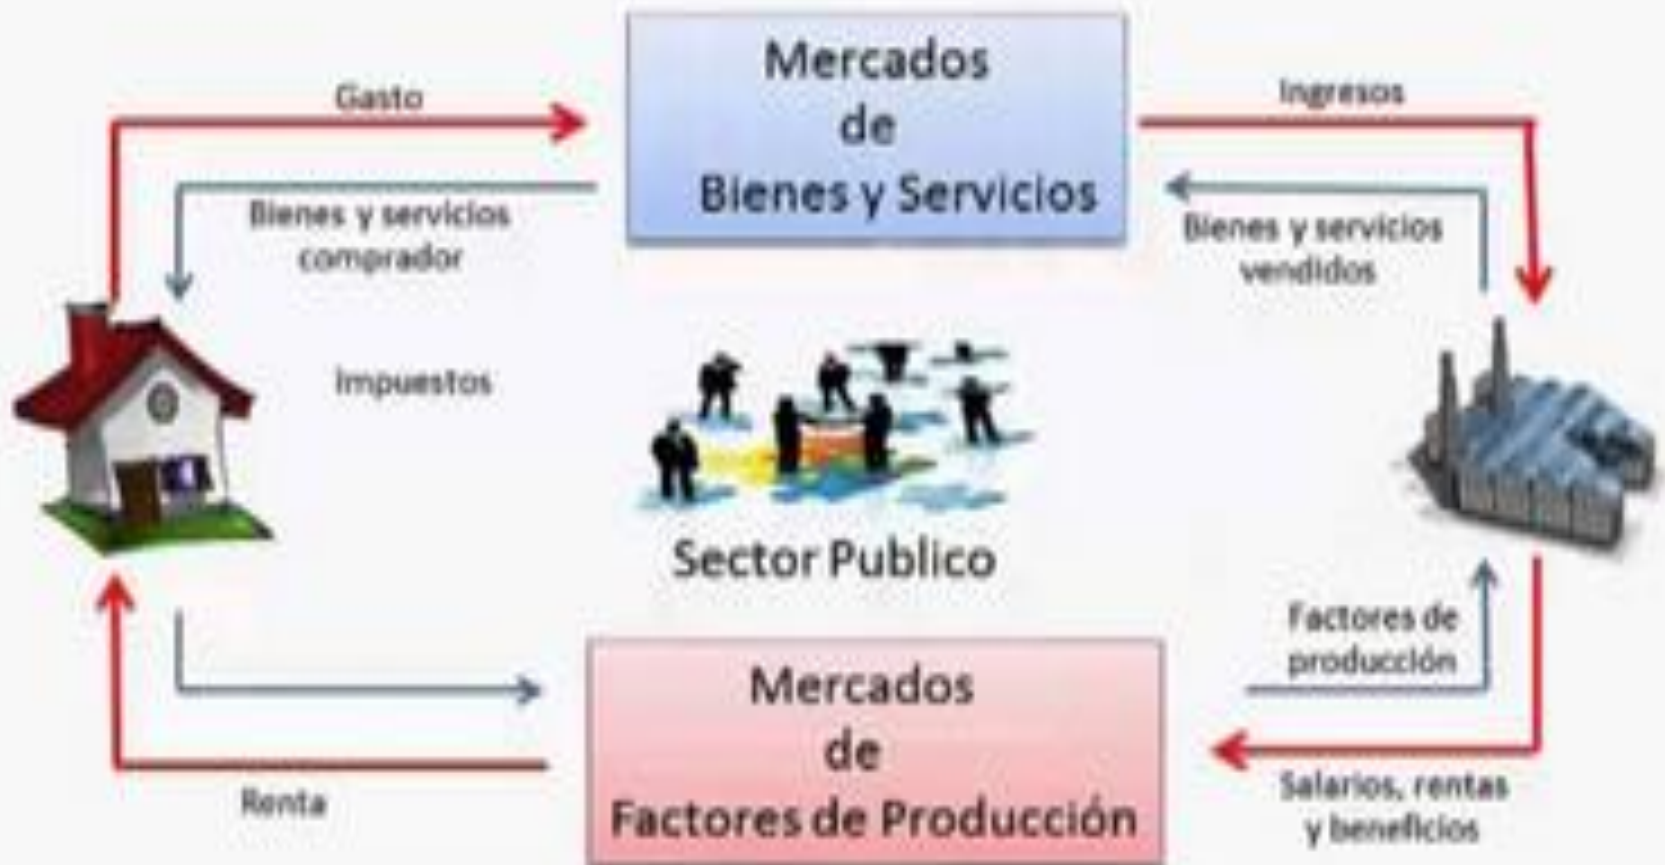 Mercados
de
Bienes y Servicios
Gasto
Ingresos
Bienes y servicios
comprador
Bienes y servicios
vendidos
Impuestos
Sector Publico
Factores de
producción
Mercados
de
Factores de Producción
Renta
Salarios, rentas
y beneficios